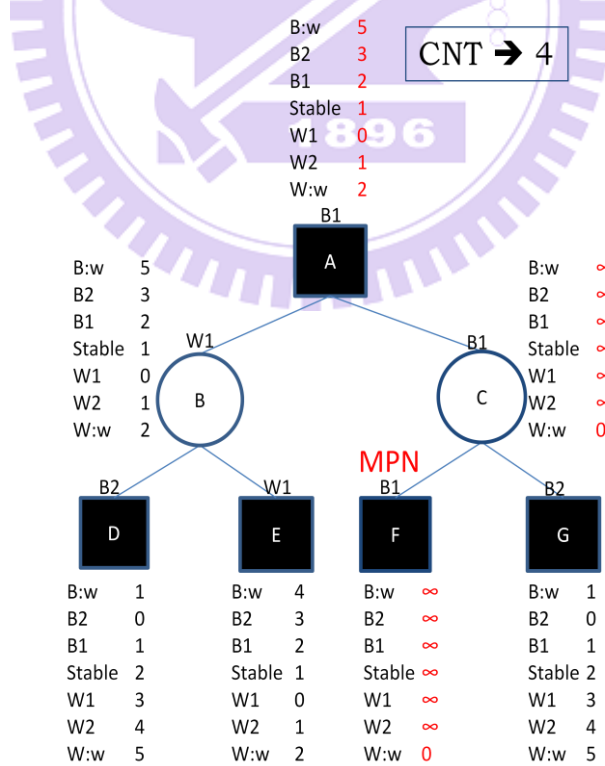 B:w 5
B2 3
B1 2
Stable 1
W1 0
W2 1
W:w 2
CNT ➔ 4
1896
B1
A
B:w 5
B2 3
B1 2
Stable 1
W1 0
W2 1
W:w 2
W1
B
B1
C
B:w ∞
B2 ∞
B1 ∞
Stable ∞
W1 ∞
W2 ∞
W:w 0
MPN
B2
D
W1
E
B1
F
B2
G
B:w 1
B2 0
B1 1
Stable 2
W1 3
W2 4
W:w 5
B:w 4
B2 3
B1 2
Stable 1
W1 0
W2 1
W:w 2
B:w ∞
B2 ∞
B1 ∞
Stable ∞
W1 ∞
W2 ∞
W:w 0
B:w 1
B2 0
B1 1
Stable 2
W1 3
W2 4
W:w 5